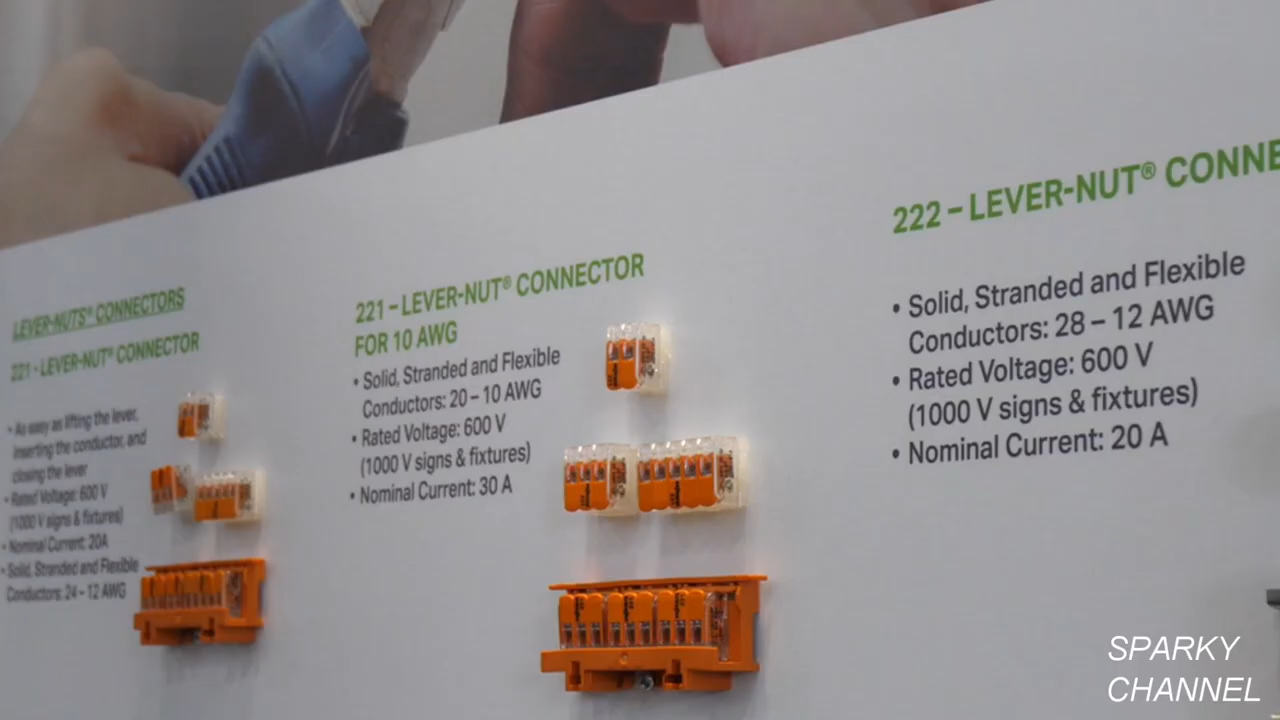 LEVER-NUTS® CONNECTORS
221 - LEVER-NUT® CONNECTOR
• As easy as lifting the lever,
inserting the conductor, and
closing the lever
• Rated Voltage: 600 V
(1000 V signs & fixtures)
• Nominal Current: 20A
• Solid, Stranded and Flexible
Conductors: 24 – 12 AWG
221 – LEVER-NUT® CONNECTOR
FOR 10 AWG
• Solid, Stranded and Flexible
Conductors: 20 – 10 AWG
• Rated Voltage: 600 V
(1000 V signs & fixtures)
• Nominal Current: 30 A
222 – LEVER-NUT® CONNE
• Solid, Stranded and Flexible
Conductors: 28 – 12 AWG
• Rated Voltage: 600 V
(1000 V signs & fixtures)
• Nominal Current: 20 A
SPARKY
CHANNEL